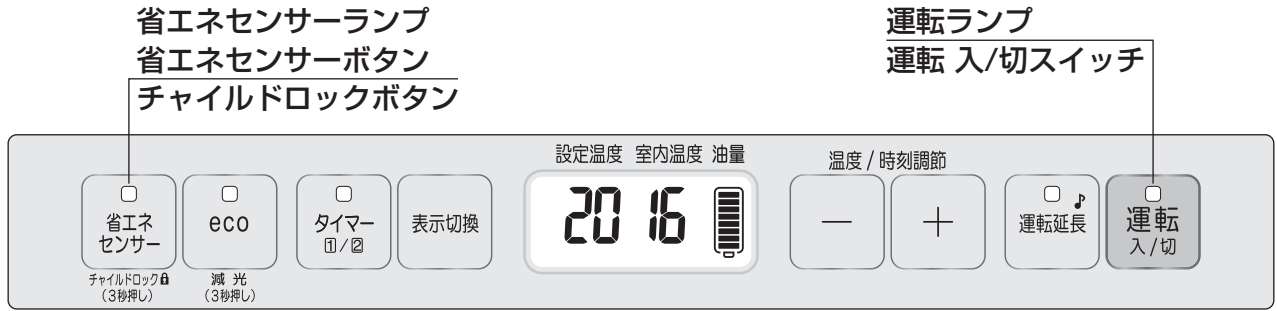 省エネセンサーランプ
省エネセンサーボタン
チャイルドロックボタン
運転ランプ
運転 入/切スイッチ
設定温度 室内温度 油量
温度 / 時刻調節
省エネ
センサー
eco
タイマー
1/2
表示切換
20 16
−
+
運転延長
運転
入/切
チャイルドロック
(3秒押し)
減 光
(3秒押し)